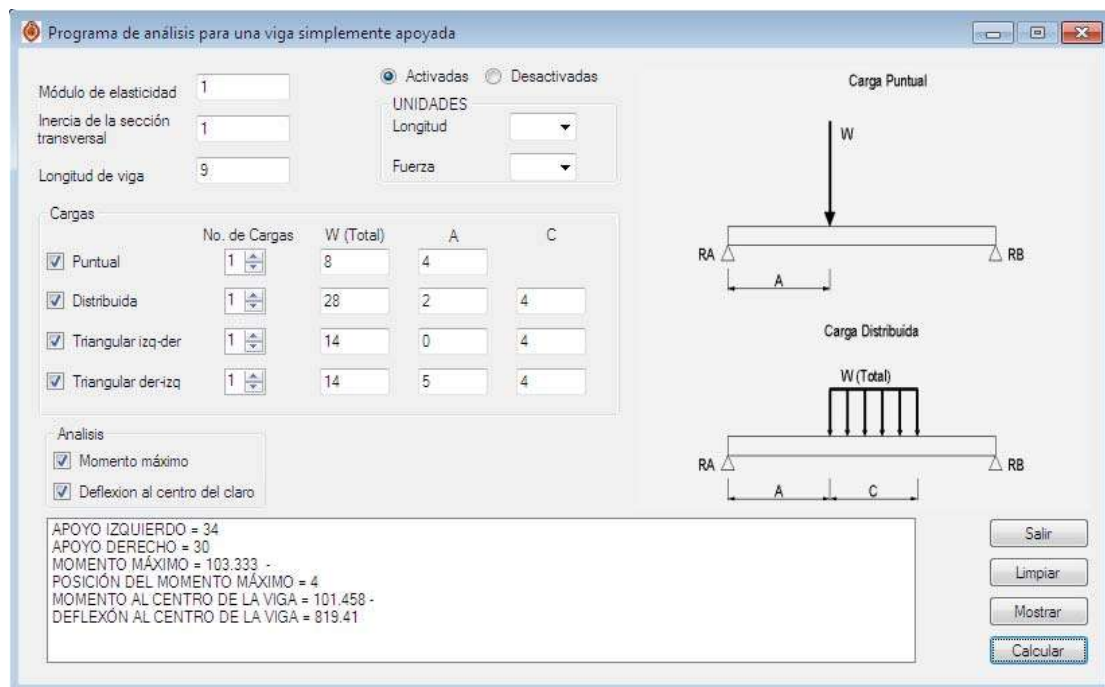 Programa de análisis para una viga simplemente apoyada
Módulo de elasticidad 1
Inercia de la sección
transversal 1
Longitud de viga 9
Activadas Desactivadas
UNIDADES
Longitud
Fuerza
Cargas
No. de Cargas W (Total) A C
Puntual 1 8 4
Distribuida 1 28 2 4
Triangular izq-der 1 14 0 4
Triangular der-izq 1 14 5 4
Analisis
Momento máximo
Deflexion al centro del claro
Carga Puntual
W
RA RB
A
Carga Distribuída
W (Total)
RA RB
A C
APOYO IZQUIERDO = 34
APOYO DERECHO = 30
MOMENTO MÁXIMO = 103.333 -
POSICIÓN DEL MOMENTO MÁXIMO = 4
MOMENTO AL CENTRO DE LA VIGA = 101.458 -
DEFLEXÓN AL CENTRO DE LA VIGA = 819.41
Salir
Limpiar
Mostrar
Calcular